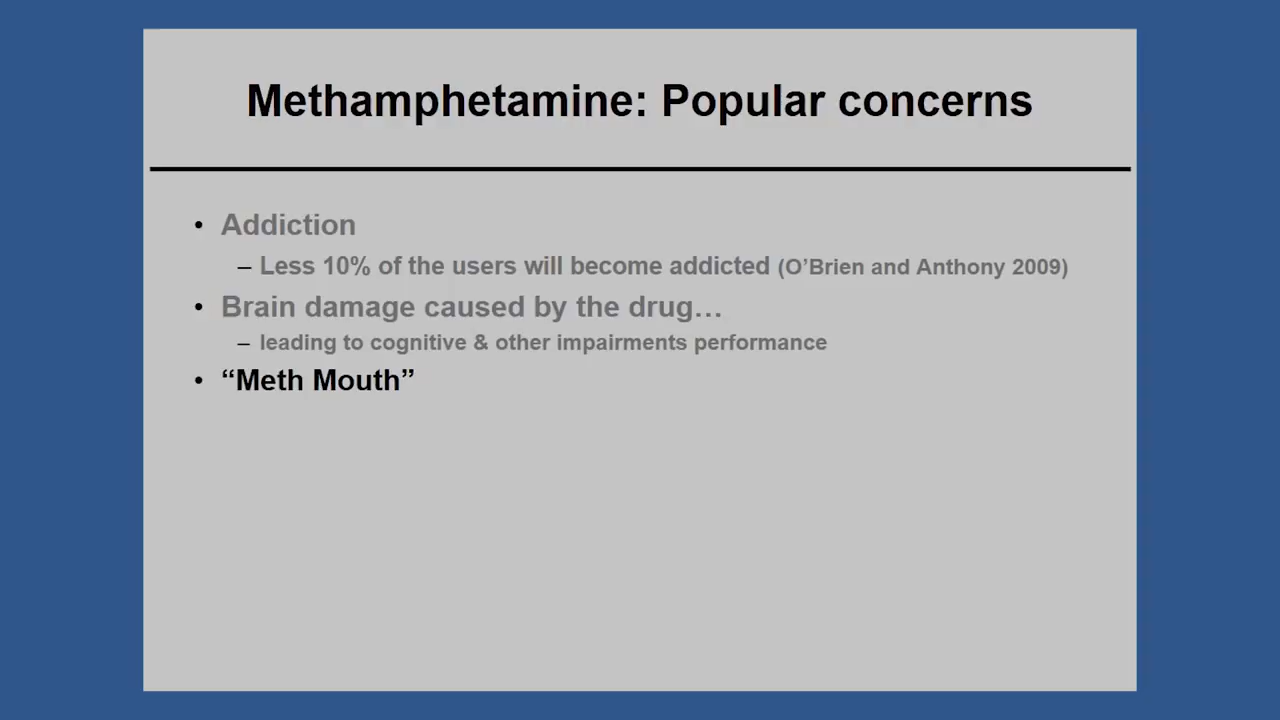 Methamphetamine: Popular concerns
• Addiction
– Less 10% of the users will become addicted (O’Brien and Anthony 2009)
• Brain damage caused by the drug…
– leading to cognitive & other impairments performance
• “Meth Mouth”